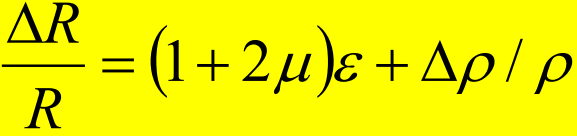 ΔR/R = (1 + 2μ)ε + Δρ / ρ